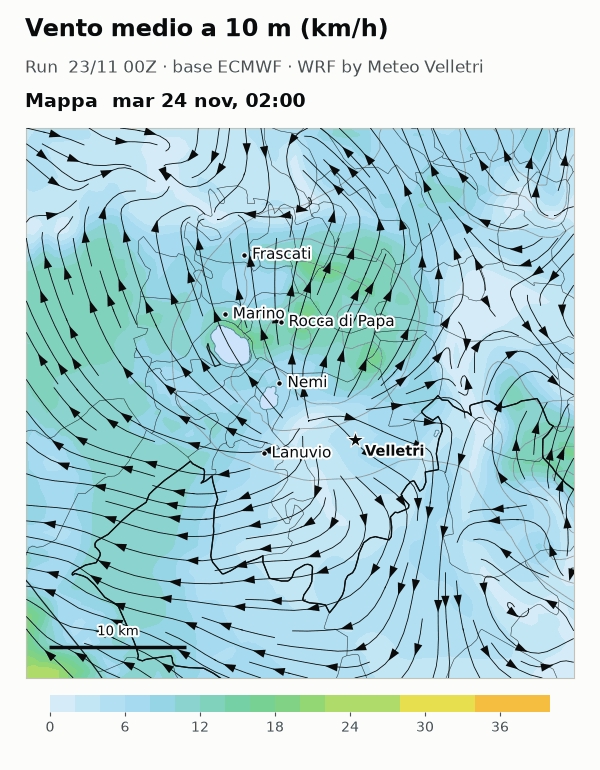 Vento medio a 10 m (km/h)
Run  23/11 00Z · base ECMWF · WRF by Meteo Velletri
Mappa  mar 24 nov, 02:00
Frascati
Marino
Rocca di Papa
Nemi
Velletri
Lanuvio
10 km
0 6 12 18 24 30 36